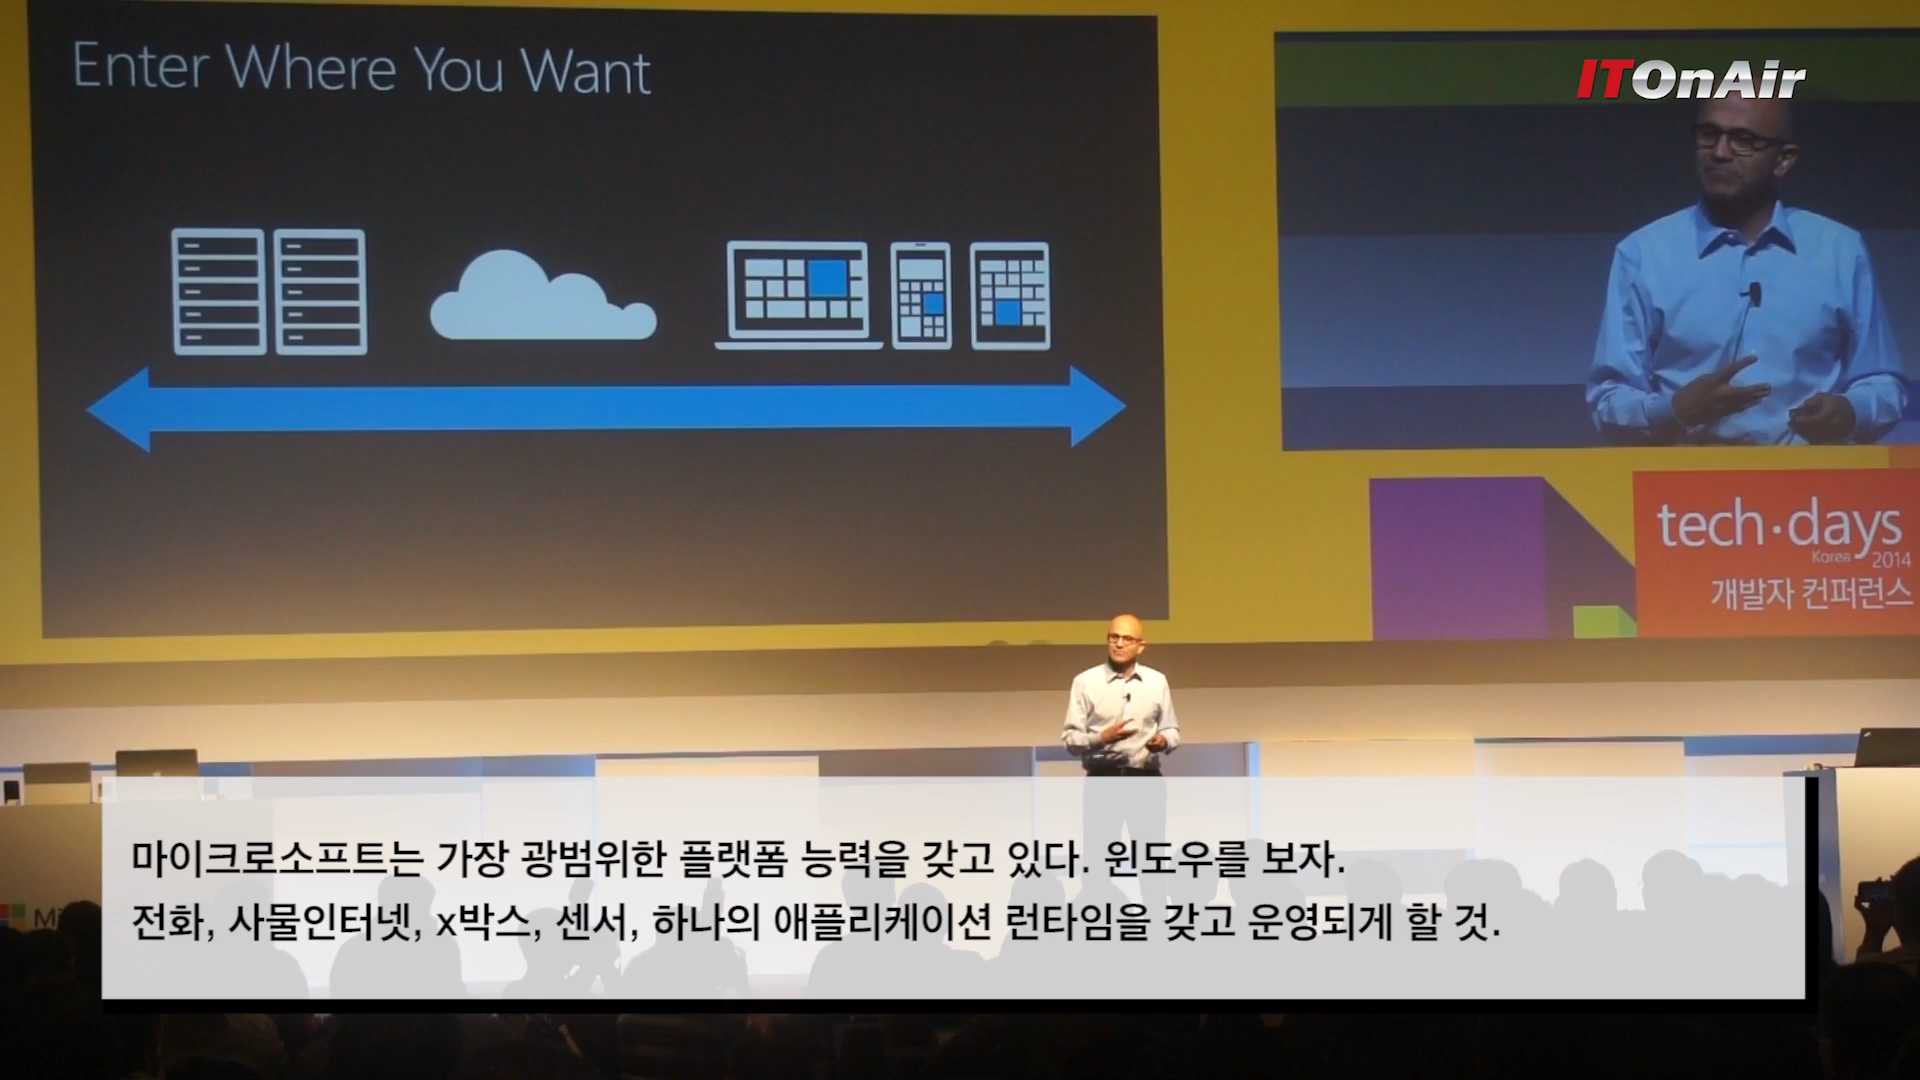 Enter Where You Want
ITOnAir
tech·days
Korea 2014
개발자 컨퍼런스
마이크로소프트는 가장 광범위한 플랫폼 능력을 갖고 있다. 윈도우를 보자.
전화, 사물인터넷, x박스, 센서, 하나의 애플리케이션 런타임을 갖고 운영되게 할 것.